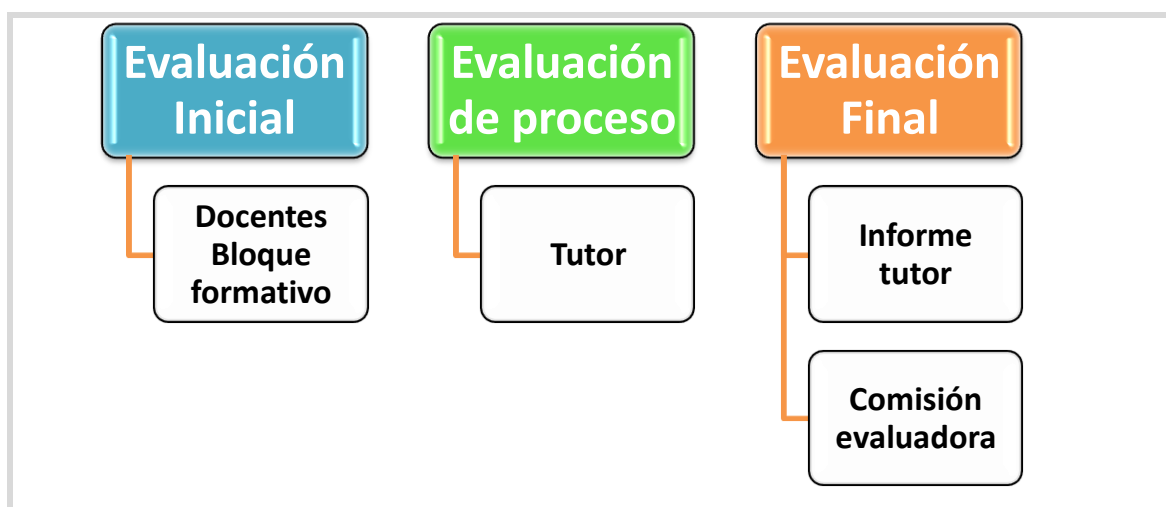 Evaluación
Inicial
Docentes
Bloque
formativo
Evaluación
de proceso
Tutor
Evaluación
Final
Informe
tutor
Comisión
evaluadora